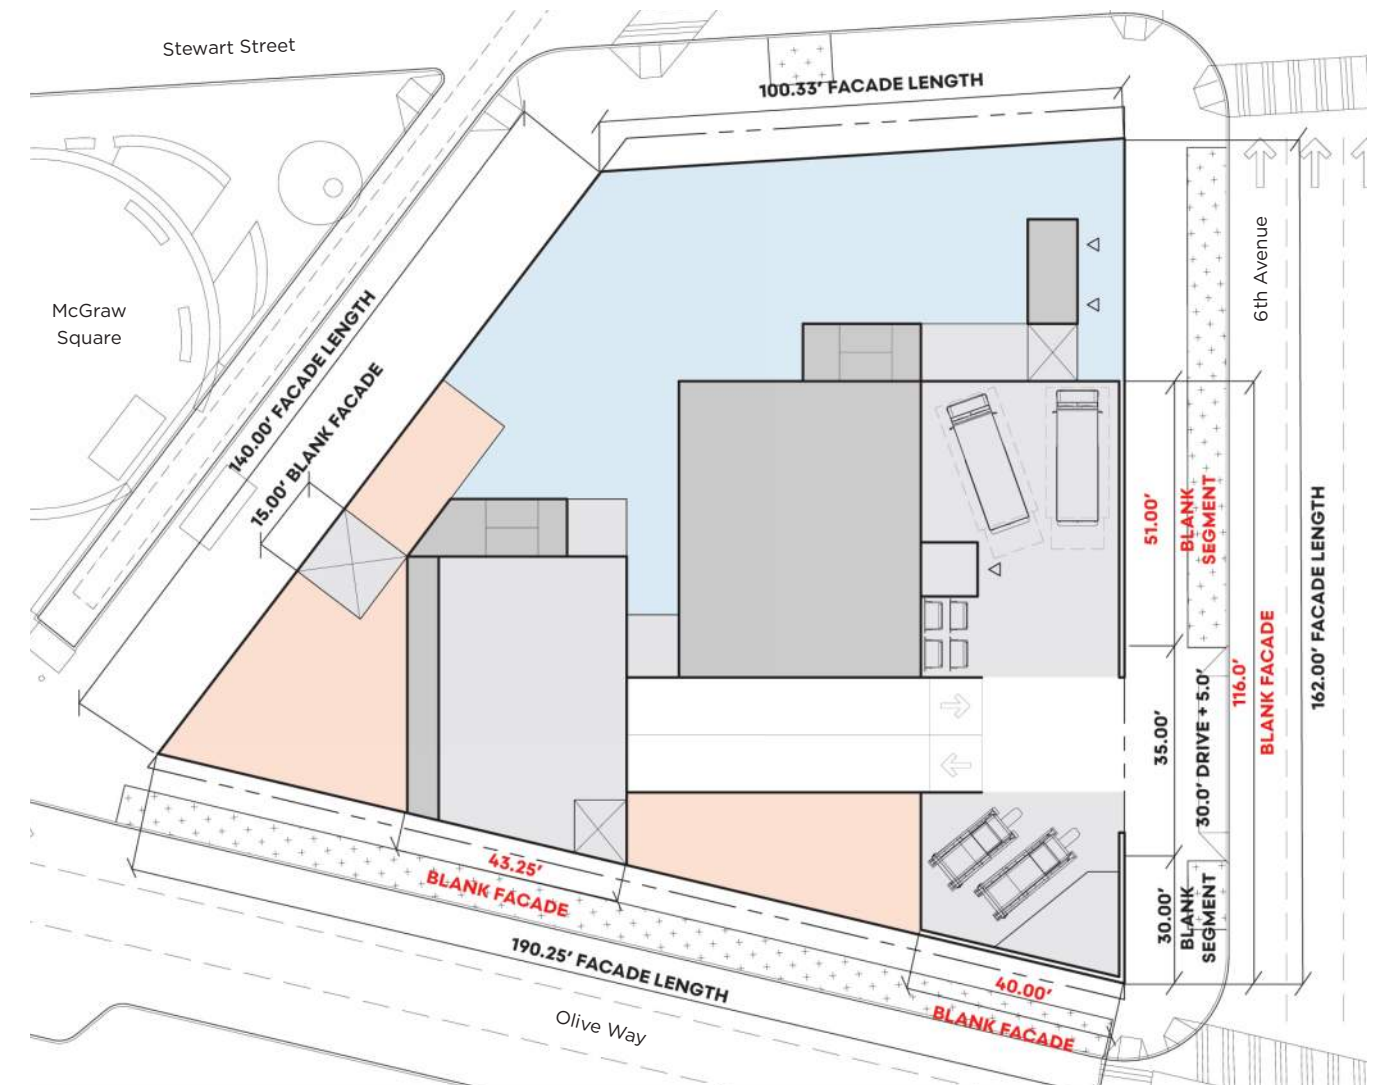 Stewart Street
100.33' FACADE LENGTH
McGraw
Square
140.00' FACADE LENGTH
15.00' BLANK FACADE
6th Avenue
51.00'
BLANK
SEGMENT
116.0'
BLANK FACADE
162.00' FACADE LENGTH
35.00'
30.0' DRIVE + 5.0'
30.00'
BLANK
SEGMENT
43.25'
BLANK FACADE
190.25' FACADE LENGTH
40.00'
BLANK FACADE
Olive Way